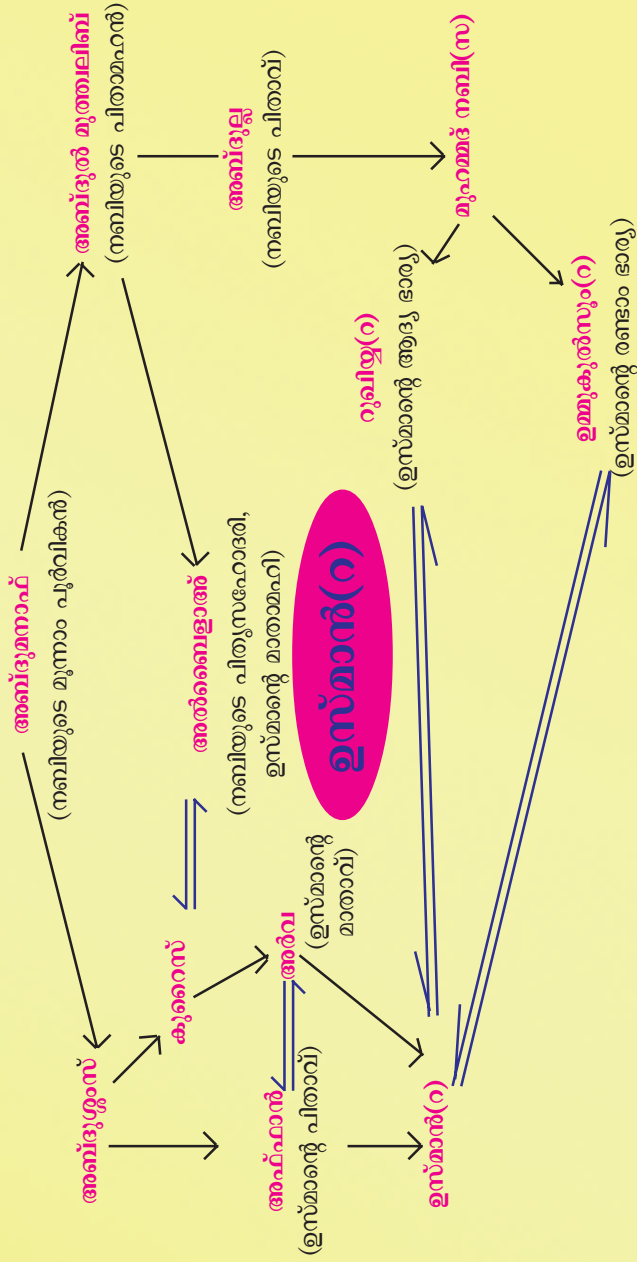 അബ്ദുമനാഫ്
(നബിയുടെ മൂന്നാം പൂർവികൻ)
അബ്ദുശ്ശംസ്
അബ്ദുൽ മുത്ത്വലിബ്
(നബിയുടെ പിതാമഹൻ)
കുറൈസ്
അൽബൈളാഅ്
(നബിയുടെ പിതൃസഹോദരി,
ഉസ്മാന്റെ മാതാമഹി)
അബ്ദുല്ല
(നബിയുടെ പിതാവ്)
അഫ്ഫാൻ
(ഉസ്മാന്റെ പിതാവ്)
അർവ
(ഉസ്മാന്റെ
മാതാവ്)
ഉസ്മാൻ(റ)
റുഖിയ്യ(റ)
(ഉസ്മാന്റെ ആദ്യ ഭാര്യ)
മുഹമ്മദ് നബി(സ)
ഉസ്മാൻ(റ)
ഉമ്മുകുൽസൂം(റ)
(ഉസ്മാന്റെ രണ്ടാം ഭാര്യ)